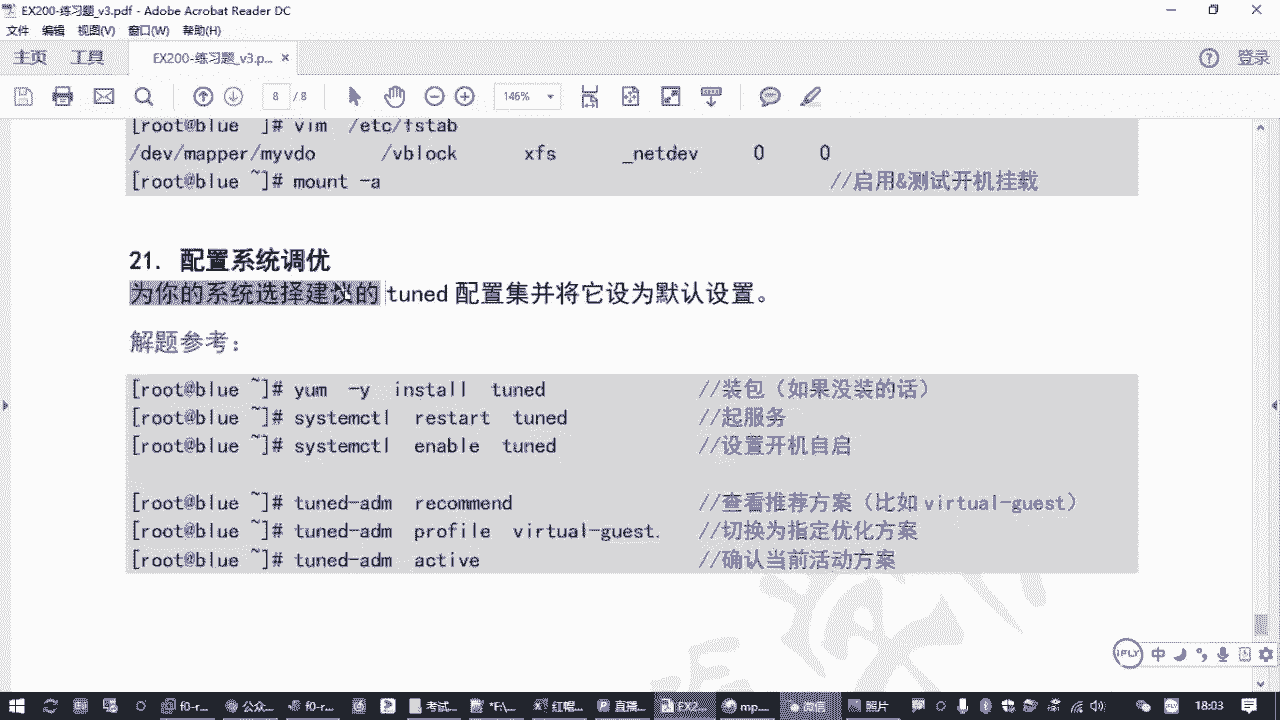 EX200-练习题_v3.pdf - Adobe Acrobat Reader DC
文件 编辑 视图(V) 窗口(W) 帮助(H)
主页 工具 EX200-练习题_v3.p... × 登录
8 / 8 146%
[root@blue ~]# vim /etc/fstab
/dev/mapper/myvdo /vblock xfs _netdev 0 0
[root@blue ~]# mount -a //启用&测试开机挂载
21. 配置系统调优
为你的系统选择建议的 tuned 配置集并将它设为默认设置。
解题参考：
[root@blue ~]# yum -y install tuned //装包（如果没装的话）
[root@blue ~]# systemctl restart tuned //起服务
[root@blue ~]# systemctl enable tuned //设置开机自启
[root@blue ~]# tuned-adm recommend //查看推荐方案（比如 virtual-guest）
[root@blue ~]# tuned-adm profile virtual-guest. //切换为指定优化方案
[root@blue ~]# tuned-adm active //确认当前活动方案
iFLY 中
f0-r... 公众... f0-r... 考试... 直播... EX2... mp... 照片 中 18:09